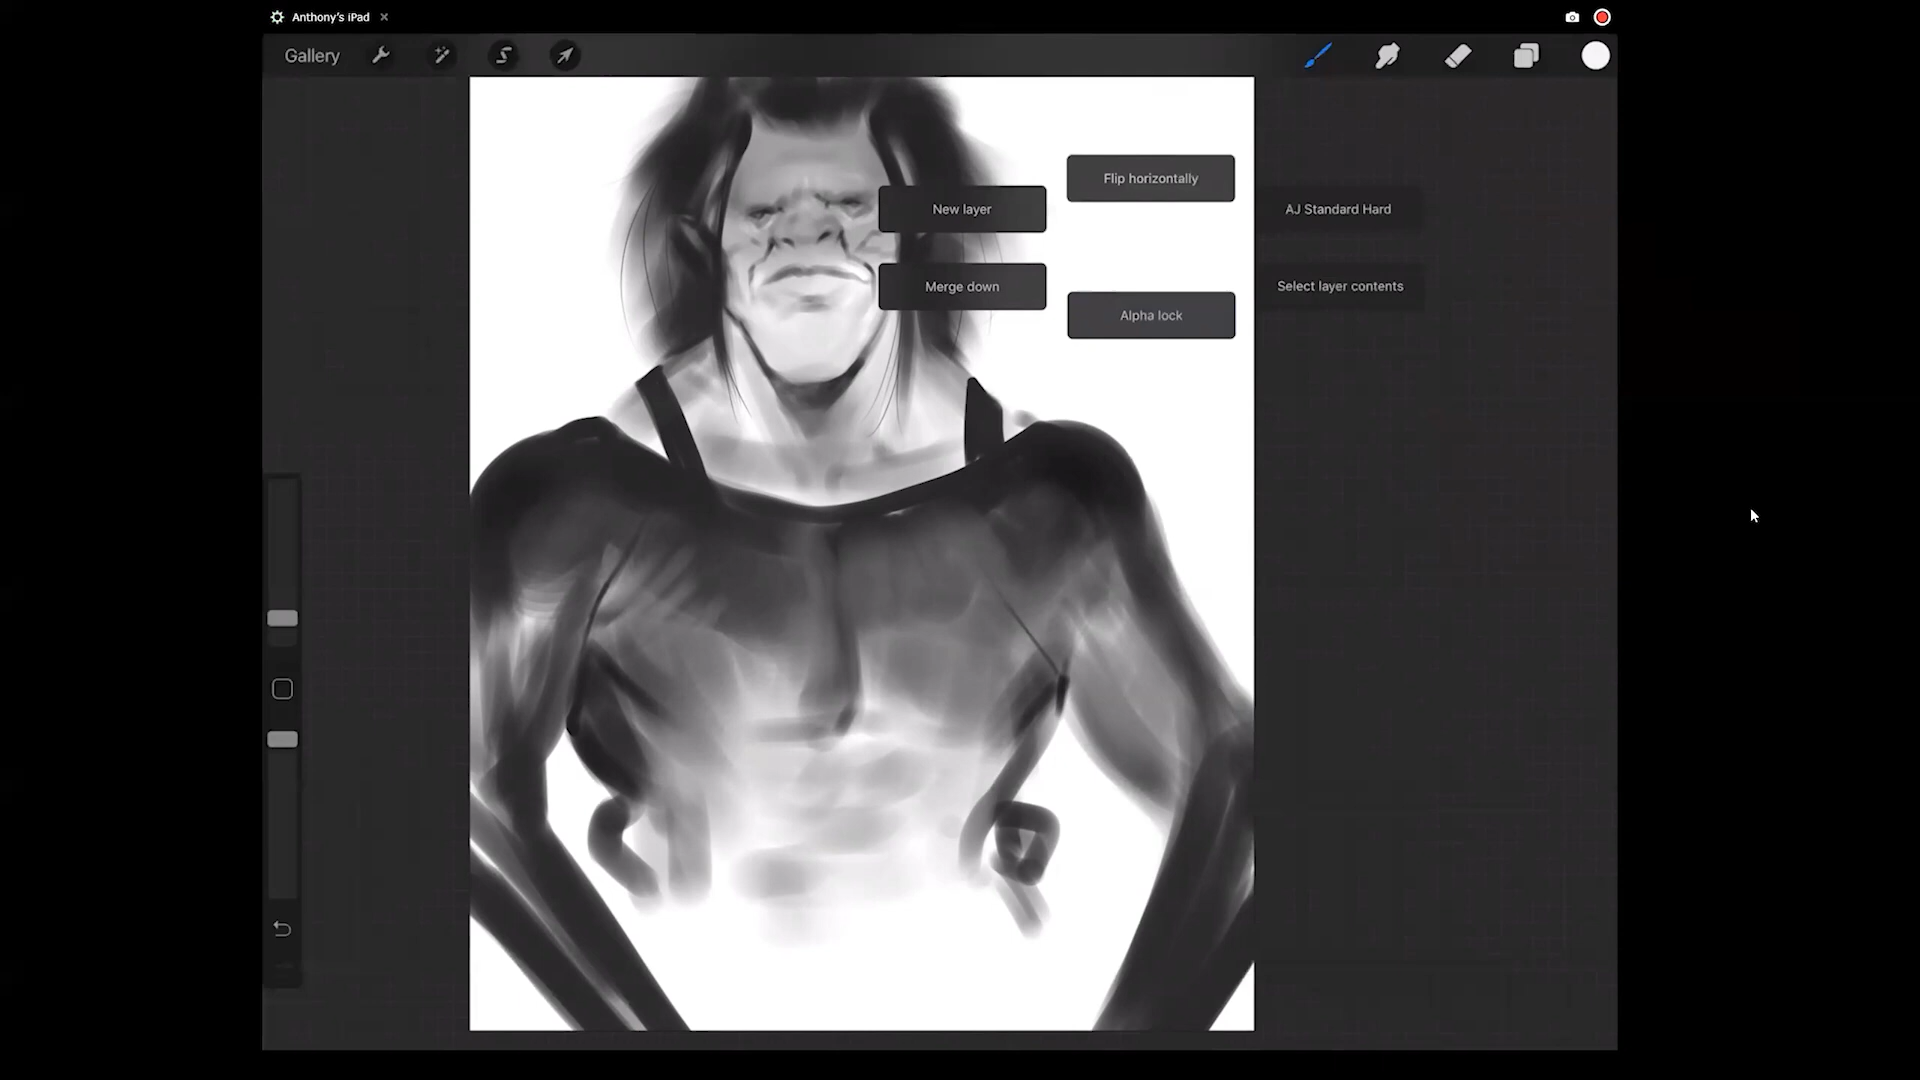 Anthony's iPad
Gallery
Flip horizontally
New layer
AJ Standard Hard
Merge down
Select layer contents
Alpha lock